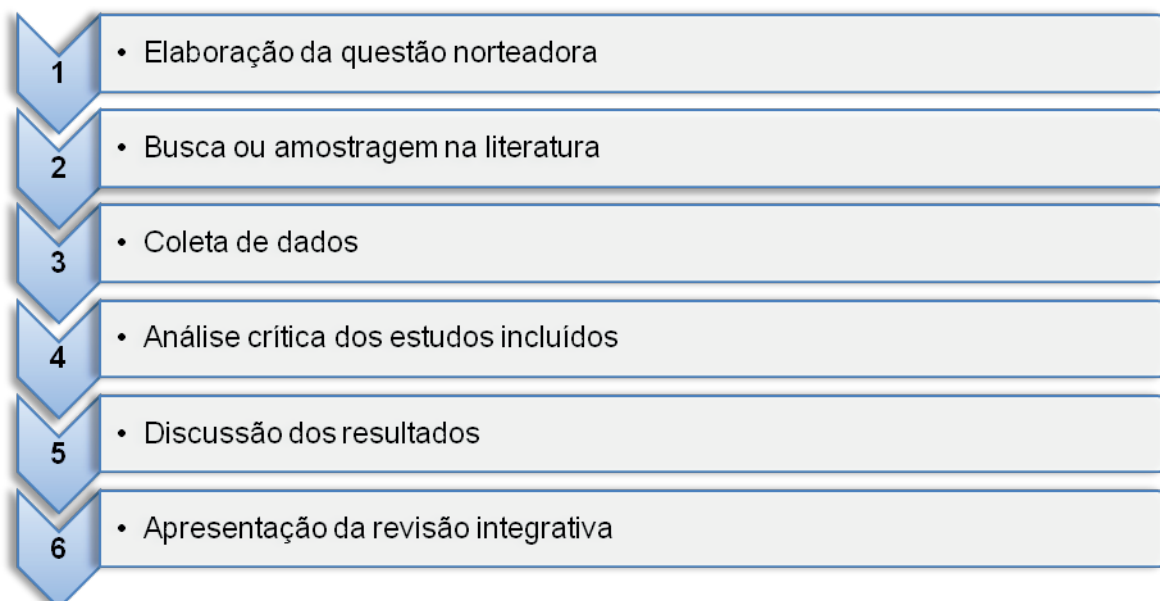 1
• Elaboração da questão norteadora
2
• Busca ou amostragem na literatura
3
• Coleta de dados
4
• Análise crítica dos estudos incluídos
5
• Discussão dos resultados
6
• Apresentação da revisão integrativa